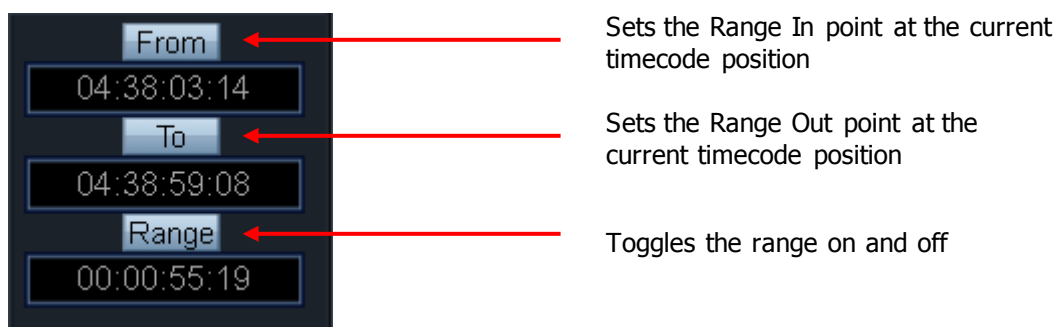 From
Sets the Range In point at the current
timecode position
04:38:03:14
To
Sets the Range Out point at the
current timecode position
04:38:59:08
Range
Toggles the range on and off
00:00:55:19